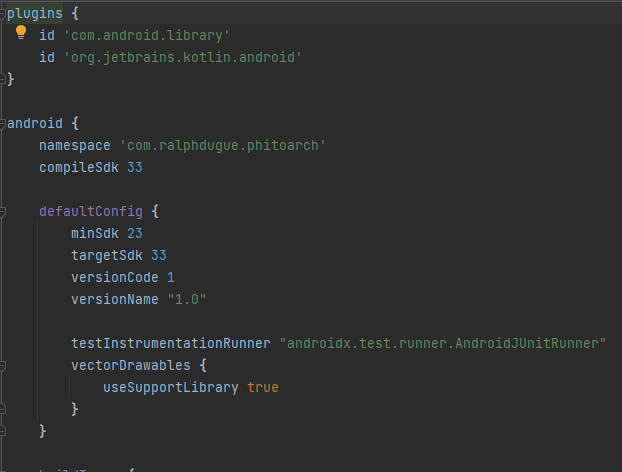 plugins {
    id 'com.android.library'
    id 'org.jetbrains.kotlin.android'
}
android {
    namespace 'com.ralphdugue.phitoarch'
    compileSdk 33
    defaultConfig {
        minSdk 23
        targetSdk 33
        versionCode 1
        versionName "1.0"
        testInstrumentationRunner "androidx.test.runner.AndroidJUnitRunner"
        vectorDrawables {
            useSupportLibrary true
        }
    }